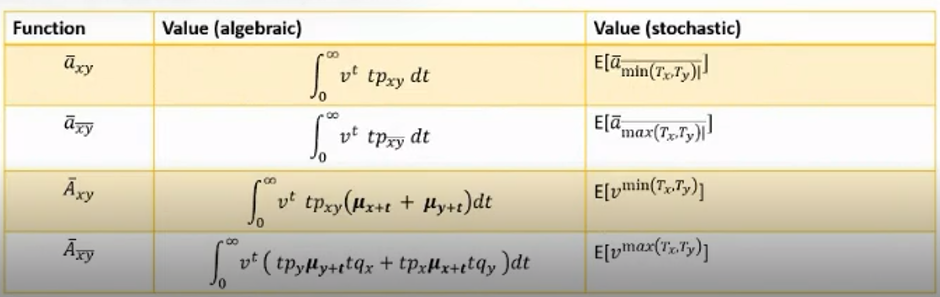 Function Value (algebraic) Value (stochastic)
ā_xy ∫_0^∞ v^t tp_xy dt E[ā_{\overline{min(T_x,T_y)|}}]
ā_{\overline{xy}} ∫_0^∞ v^t tp_{\overline{xy}} dt E[ā_{\overline{max(T_x,T_y)|}}]
Ā_xy ∫_0^∞ v^t tp_xy(μ_{x+t} + μ_{y+t})dt E[v^{min(T_x,T_y)}]
Ā_{\overline{xy}} ∫_0^∞ v^t ( tp_yμ_{y+t}tq_x + tp_xμ_{x+t}tq_y )dt E[v^{max(T_x,T_y)}]